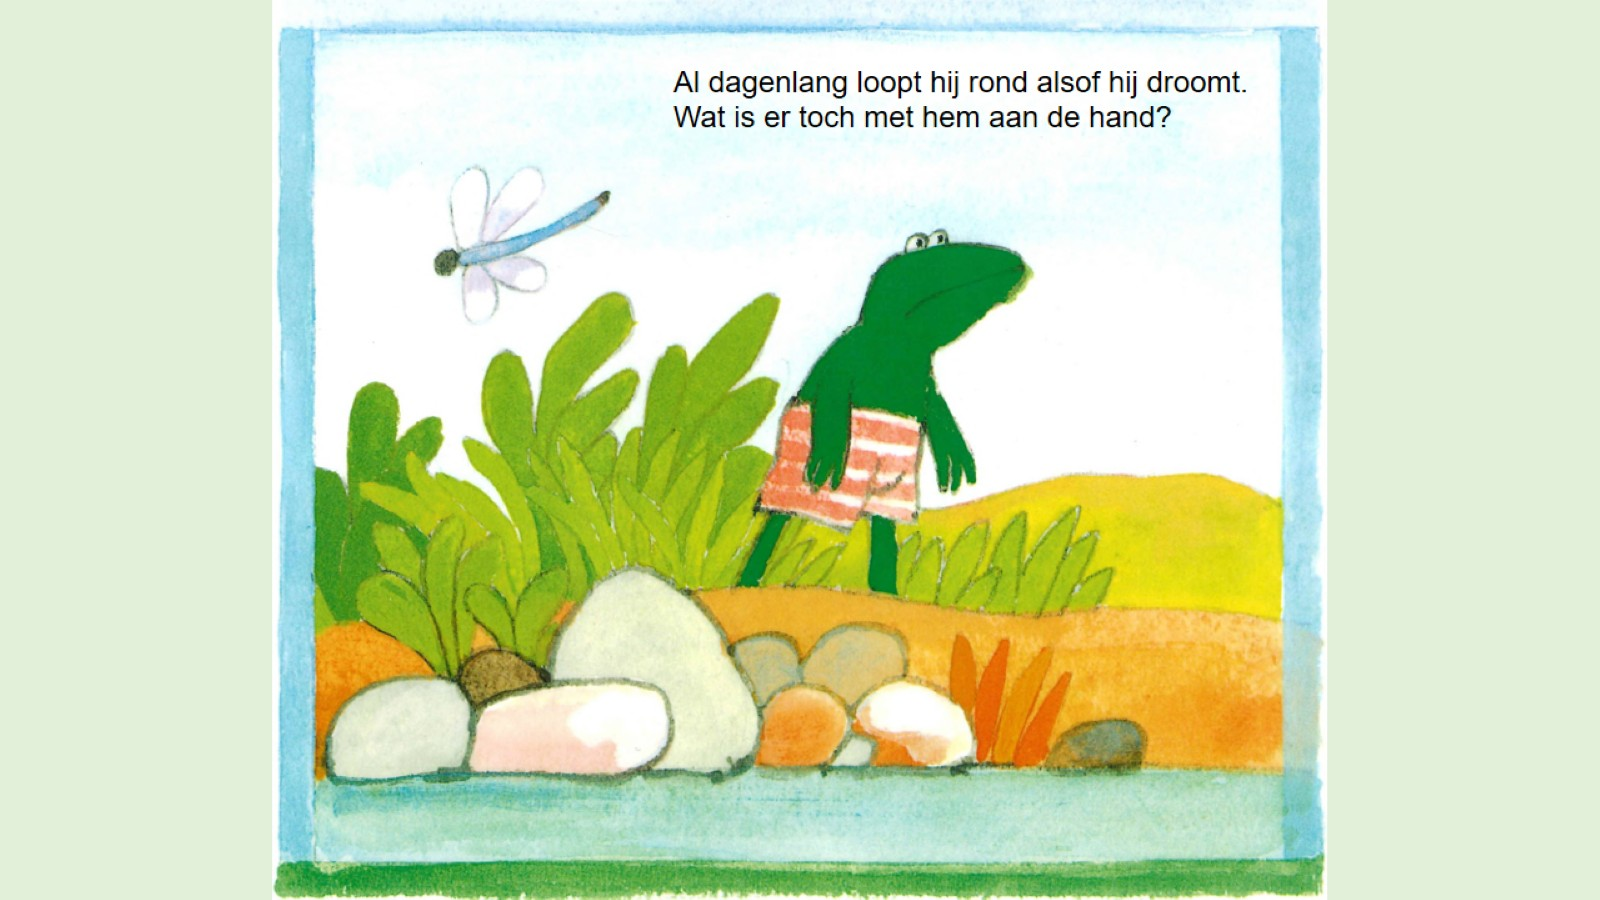 Al dagenlang loopt hij rond alsof hij droomt.
Wat is er toch met hem aan de hand?